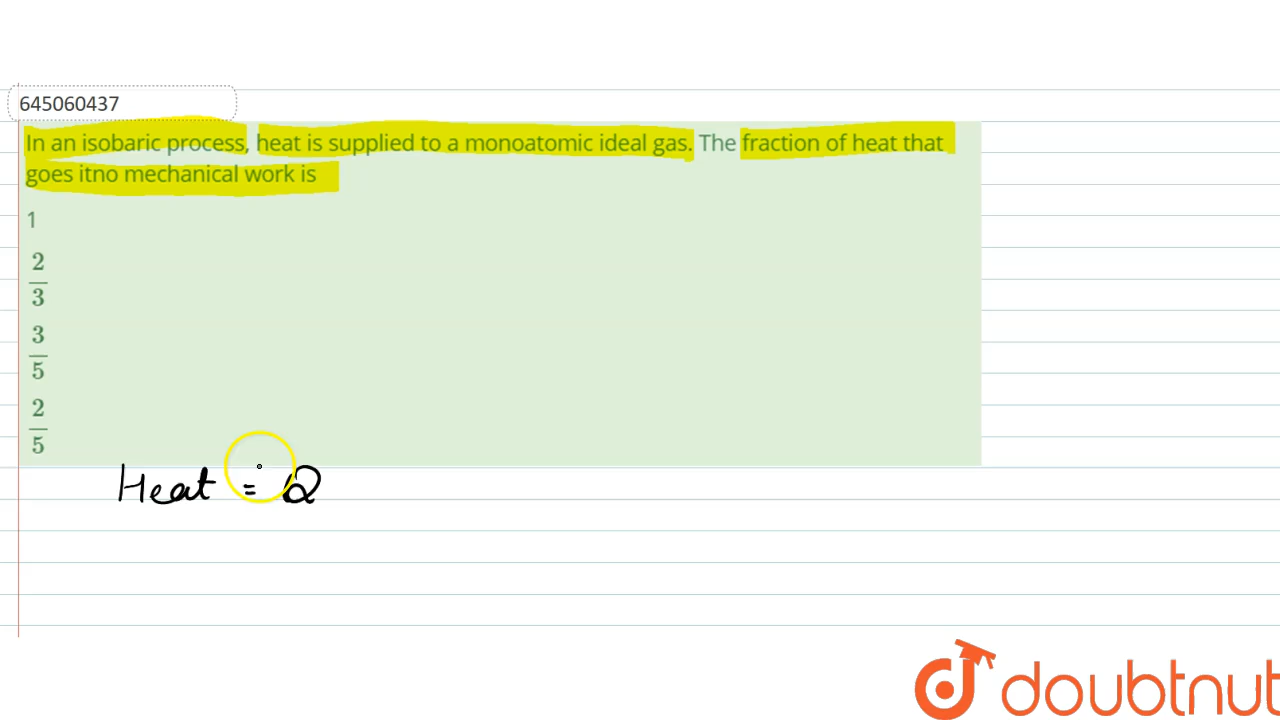 645060437
In an isobaric process, heat is supplied to a monoatomic ideal gas. The fraction of heat that
goes itno mechanical work is
1
2
3
3
5
2
5
Heat = Q
doubtnut